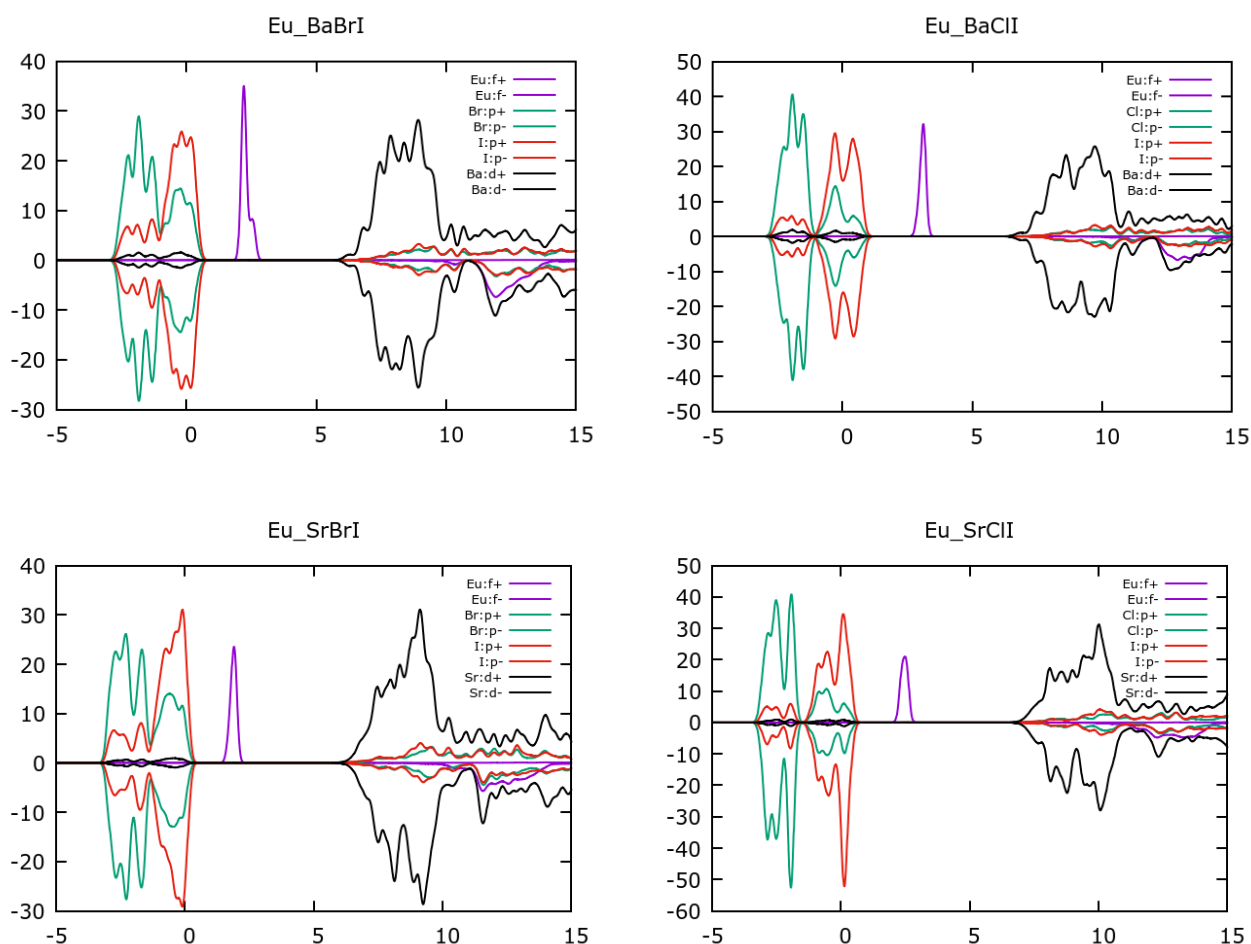 Eu_BaBrI
40
30
20
10
0
-10
-20
-30
-5
0
5
10
15
Eu:f+
Eu:f-
Br:p+
Br:p-
I:p+
I:p-
Ba:d+
Ba:d-
Eu_BaClI
50
40
30
20
10
0
-10
-20
-30
-40
-50
-5
0
5
10
15
Eu:f+
Eu:f-
Cl:p+
Cl:p-
I:p+
I:p-
Ba:d+
Ba:d-
Eu_SrBrI
40
30
20
10
0
-10
-20
-30
-5
0
5
10
15
Eu:f+
Eu:f-
Br:p+
Br:p-
I:p+
I:p-
Sr:d+
Sr:d-
Eu_SrClI
50
40
30
20
10
0
-10
-20
-30
-40
-50
-60
-5
0
5
10
15
Eu:f+
Eu:f-
Cl:p+
Cl:p-
I:p+
I:p-
Sr:d+
Sr:d-